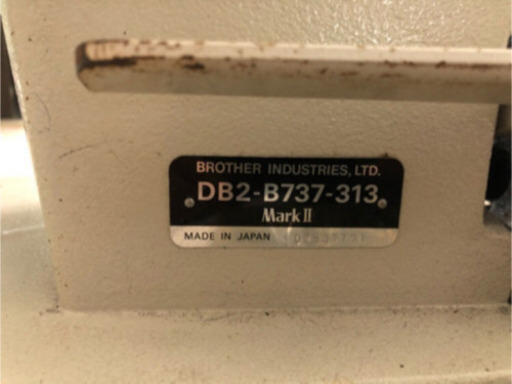 BROTHER INDUSTRIES, LTD.
DB2-B737-313
Mark II
MADE IN JAPAN